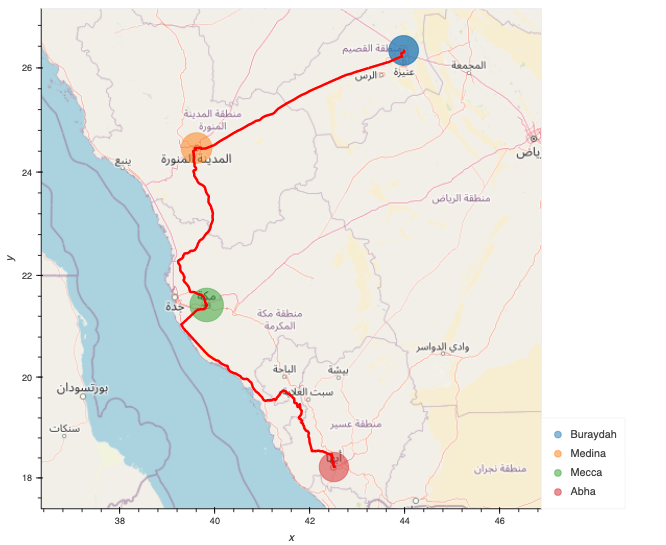 منطقة القصيم
عنيزة
الرس
المجمعة
منطقة المدينة
المنورة
المدينة المنورة
ينبع
منطقة الرياض
مكة
جدة
منطقة مكة
المكرمة
وادي الدواسر
الباحة
بيشة
بورتسودان
سبت العلاية
سنكات
منطقة عسير
أبها
منطقة نجران
26
24
22
20
18
y
38
40
42
44
46
x
Buraydah
Medina
Mecca
Abha